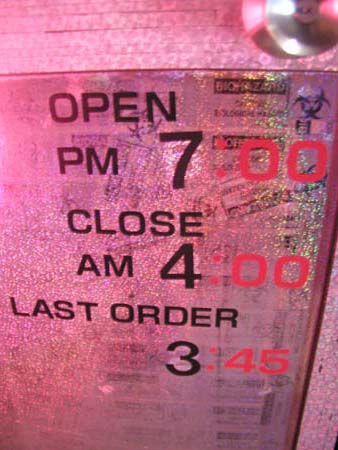 OPEN
PM 7:00
CLOSE
AM 4:00
LAST ORDER
3:45
BIOHAZARD